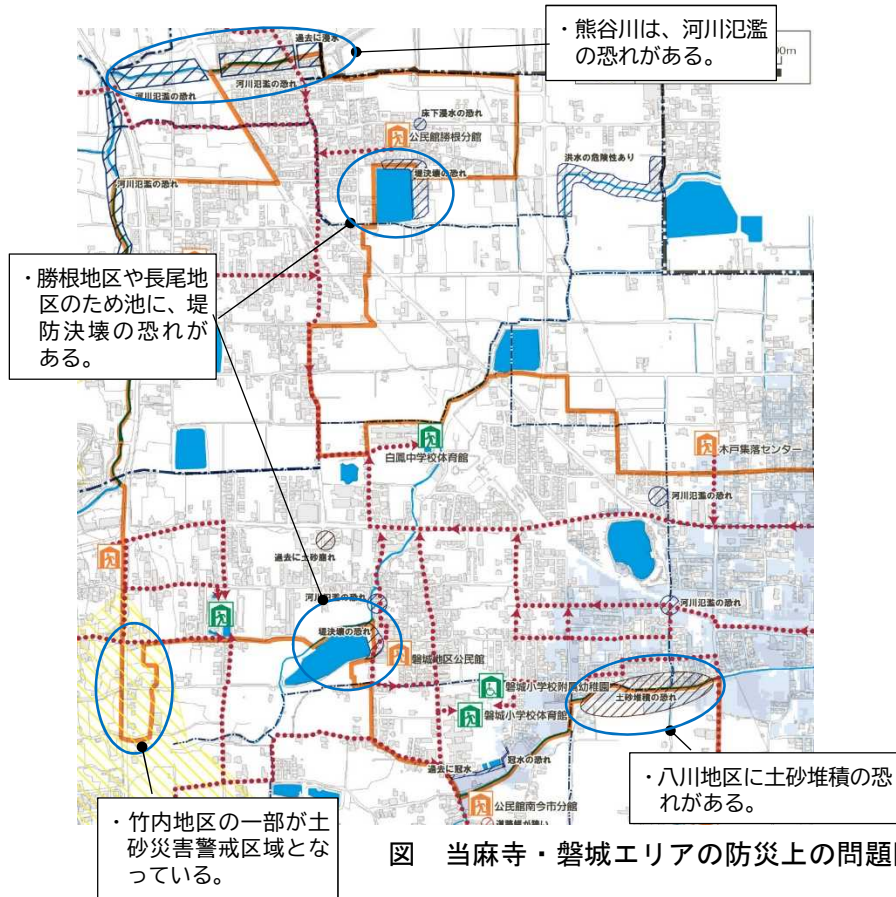 ・熊谷川は、河川氾濫
の恐れがある。
過去に浸水
00m
河川氾濫の恐れ
河川氾濫の恐れ
床下浸水の恐れ
公民館勝根分館
堤決壊の恐れ
洪水の危険性あり
河川氾濫の恐れ
・勝根地区や長尾地
区のため池に、堤
防決壊の恐れが
ある。
白鳳中学校体育館
木戸集落センター
河川氾濫の恐れ
過去に土砂崩れ
河川氾濫の恐れ
河川氾濫の恐れ
堤決壊の恐れ
磐城地区公民館
磐城小学校附属幼稚園
土砂堆積の恐れ
磐城小学校体育館
過去に冠水
冠水の恐れ
・八川地区に土砂堆積の恐
れがある。
公民館南今市分館
・竹内地区の一部が土
砂災害警戒区域とな
っている。
図 当麻寺・磐城エリアの防災上の問題